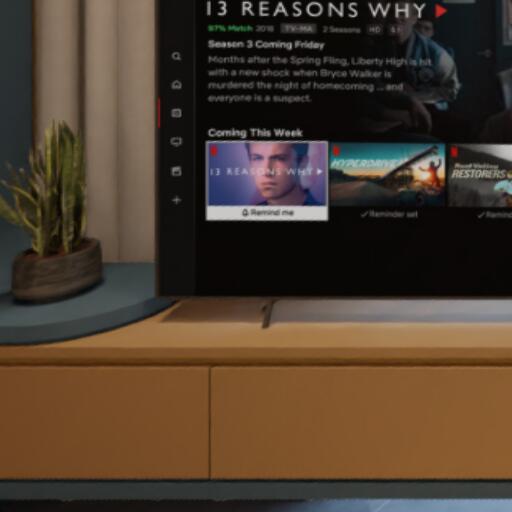 13 REASONS WHY
97% Match 2018 TV-MA 2 Seasons HD 5.1
Season 3 Coming Friday
Months after the Spring Fling, Liberty High is hit
with a new shock when Bryce Walker is
murdered the night of homecoming ... and
everyone is a suspect.
Coming This Week
13 REASONS WHY
HYPERDRIVE
RESTORERS
Remind me
Reminder set